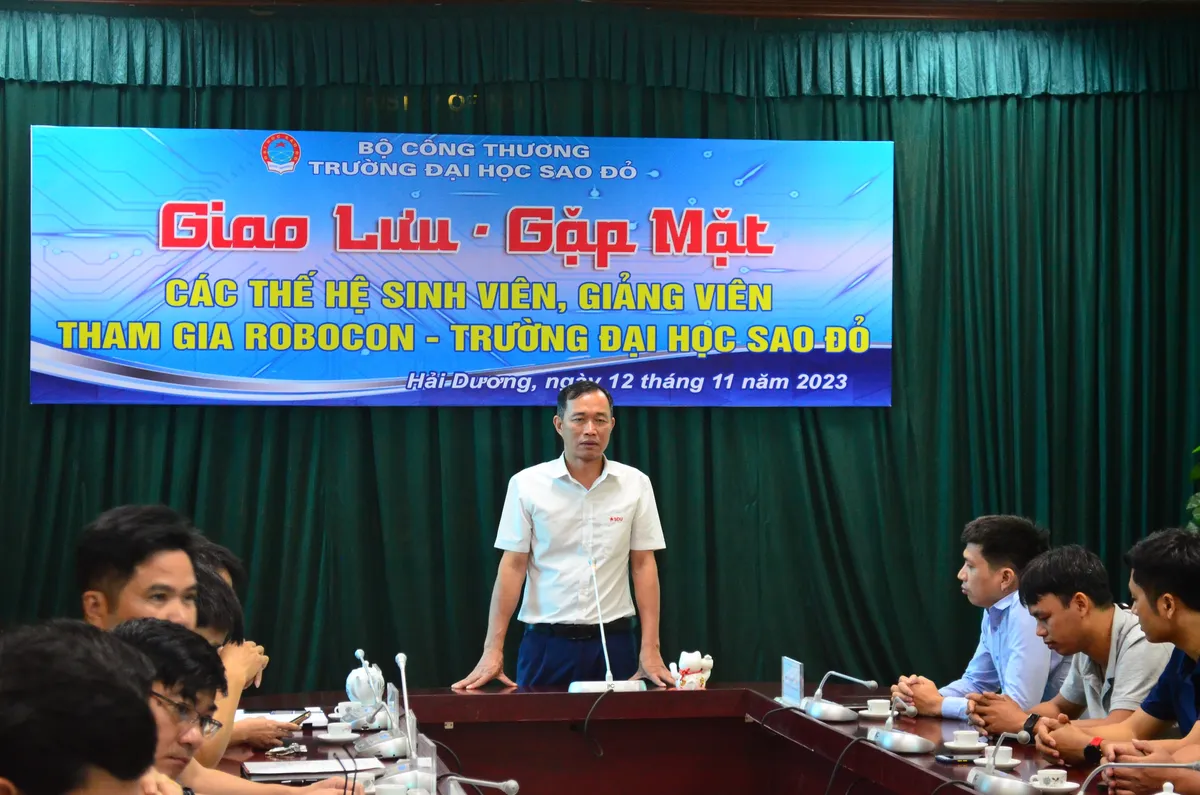 BỘ CÔNG THƯƠNG
TRƯỜNG ĐẠI HỌC SAO ĐỎ
Giao Lưu · Gặp Mặt
CÁC THẾ HỆ SINH VIÊN, GIẢNG VIÊN
THAM GIA ROBOCON - TRƯỜNG ĐẠI HỌC SAO ĐỎ
Hải Dương, ngày 12 tháng 11 năm 2023
SDU